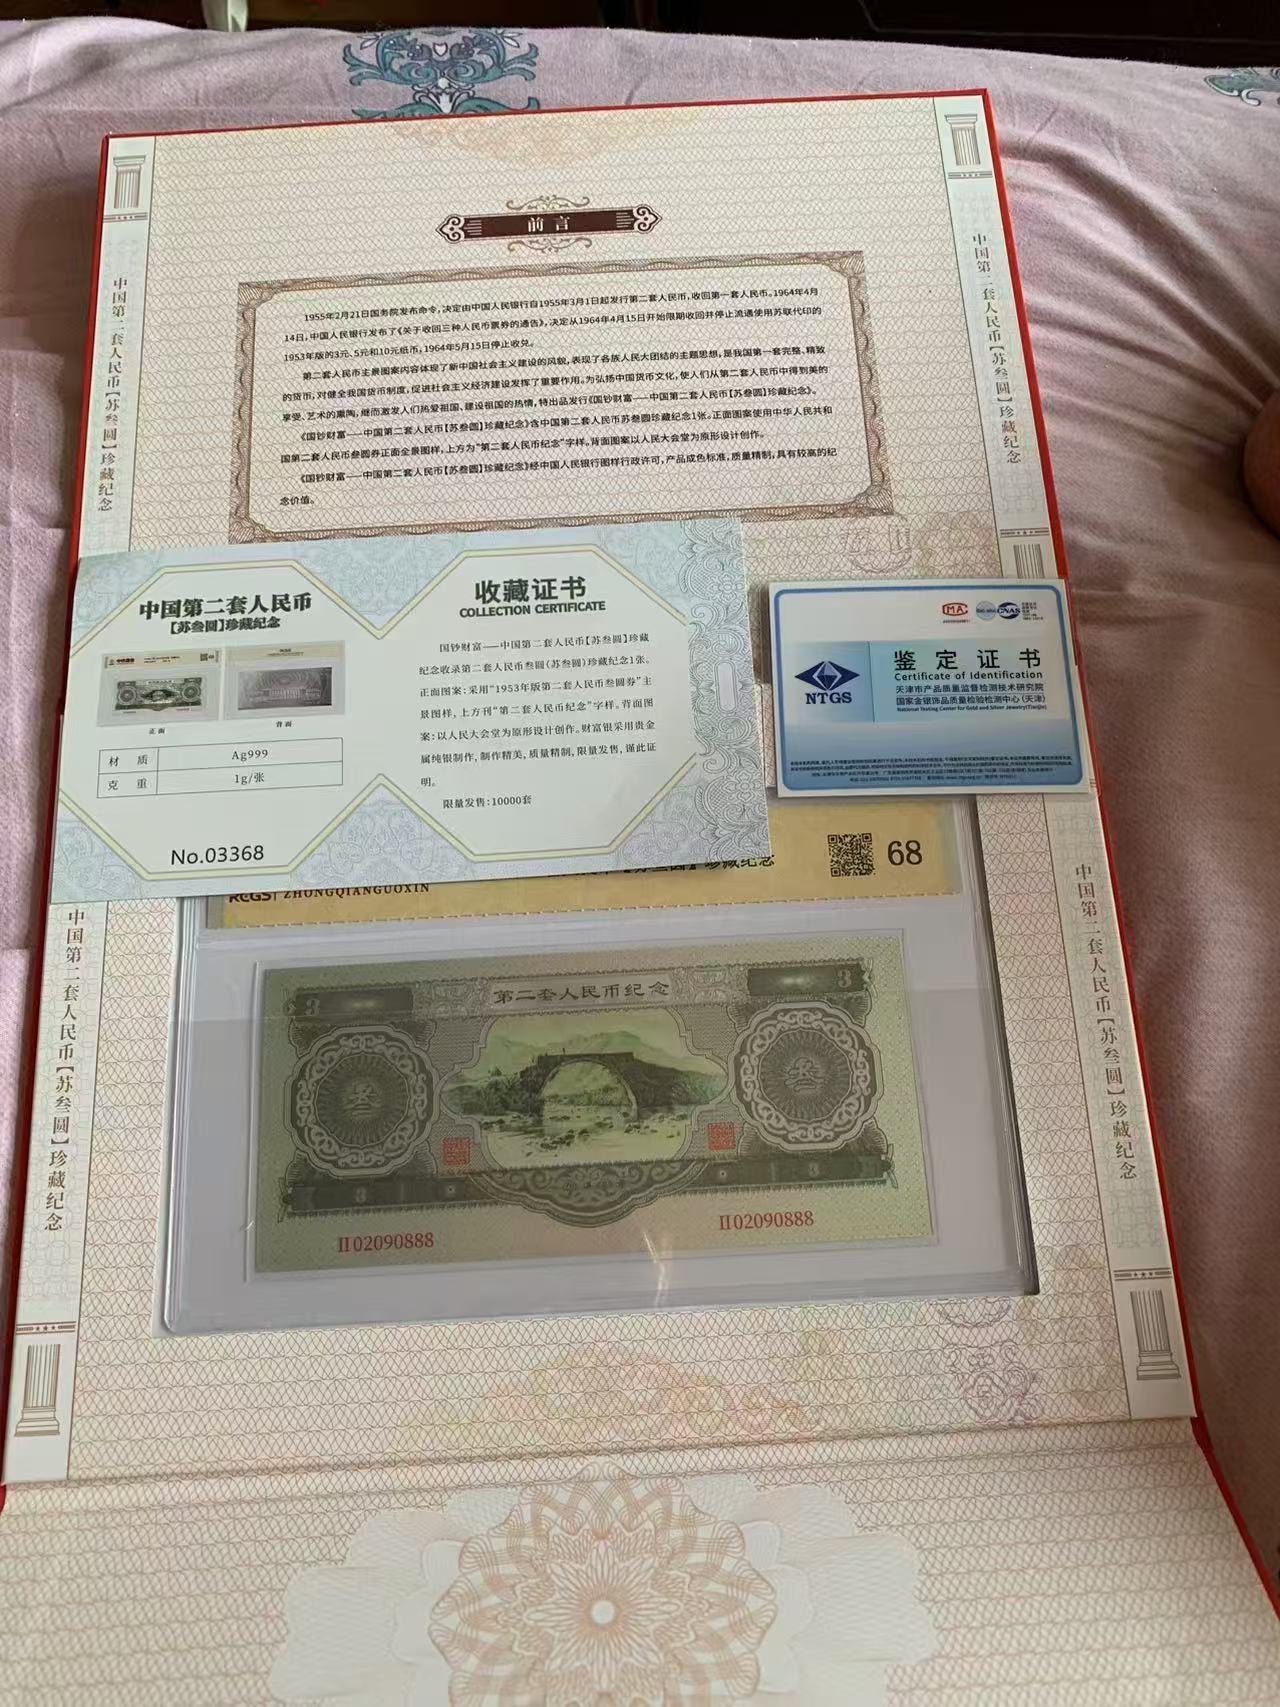 前言
1955年2月21日国务院发布命令，决定由中国人民银行自1955年3月1日起发行第二套人民币，收回第一套人民币。1964年4月
14日，中国人民银行发布了《关于收回三种人民币票券的通告》，决定从1964年4月15日开始限期收回并停止流通使用苏联代印的
1953年版的3元、5元和10元纸币，1964年5月15日停止收兑。
第二套人民币主景图案内容体现了新中国社会主义建设的风貌，表现了各族人民大团结的主题思想，是我国第一套完整、精致
的货币，对健全我国货币制度，促进社会主义经济建设发挥了重要作用。为弘扬中国货币文化，使人们从第二套人民币中得到美的
享受、艺术的熏陶，继而激发人们热爱祖国、建设祖国的热情，特出品发行《国钞财富—中国第二套人民币【苏叁圆】珍藏纪念》。
《国钞财富—中国第二套人民币【苏叁圆】珍藏纪念》含中国第二套人民币苏叁圆珍藏纪念1张。正面图案使用中华人民共和
国第二套人民币叁圆券正面全景图样，上方为“第二套人民币纪念”字样。背面图案以人民大会堂为原形设计创作。
《国钞财富—中国第二套人民币【苏叁圆】珍藏纪念》经中国人民银行图样行政许可，产品成色标准，质量精制，具有较高的纪
念价值。
中国第二套人民币【苏叁圆】珍藏纪念
中国第二套人民币【苏叁圆】珍藏纪念
中国第二套人民币
【苏叁圆】珍藏纪念
正面
背面
材 质 Ag999
克 重 1g/张
No.03368
收藏证书
COLLECTION CERTIFICATE
国钞财富——中国第二套人民币【苏叁圆】珍藏
纪念收录第二套人民币叁圆(苏叁圆)珍藏纪念1张。
正面图案：采用“1953年版第二套人民币叁圆券”主
景图样，上方刊“第二套人民币纪念”字样。背面图
案：以人民大会堂为原形设计创作。财富银采用贵金
属纯银制作，制作精美，质量精制，限量发售，谨此证
明。
限量发售：10000套
MA
CNAS
NTGS
鉴定证书
Certificate of Identification
天津市产品质量监督检测技术研究院
国家金银饰品质量检验检测中心（天津）
National Testing Center for Gold and Silver Jewelry(Tianjin)
珍藏纪念
68
RCGS ZHONGQIANGUOXIN
3
第二套人民币纪念
3
叁
叁
3
3
II02090888
II02090888
中国第二套人民币【苏叁圆】珍藏纪念
中国第二套人民币【苏叁圆】珍藏纪念